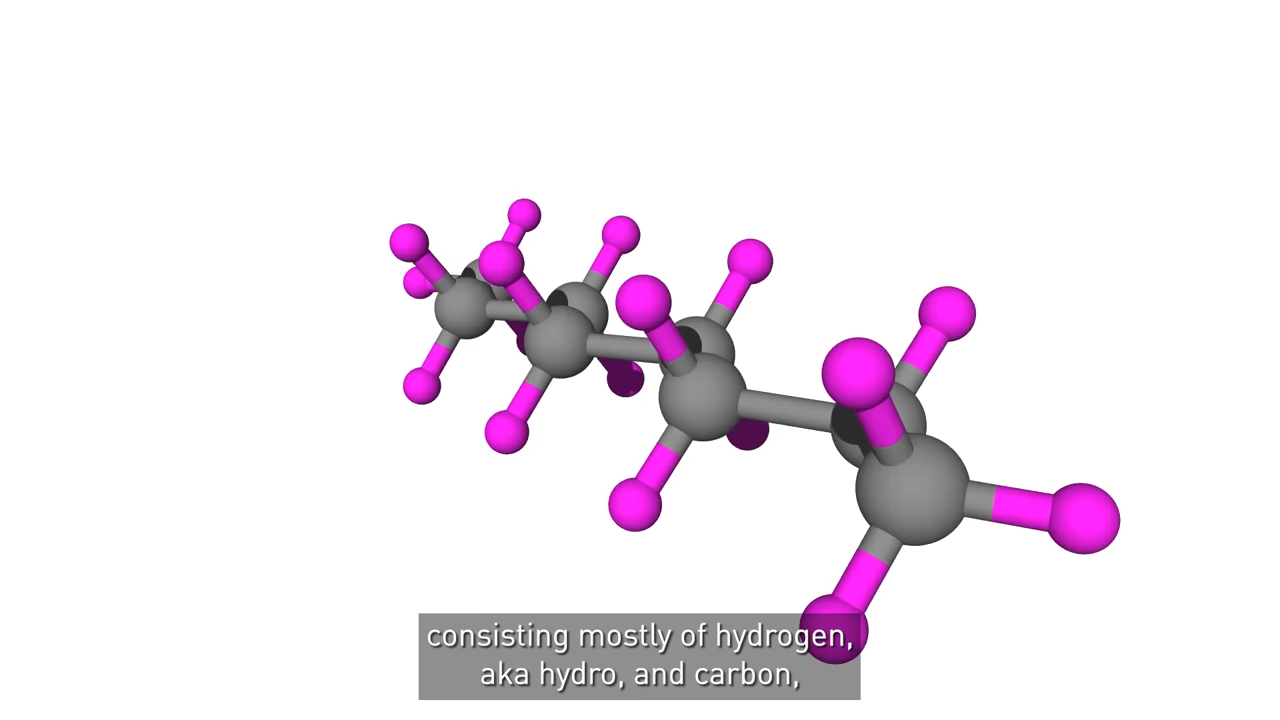 consisting mostly of hydrogen,
aka hydro, and carbon,